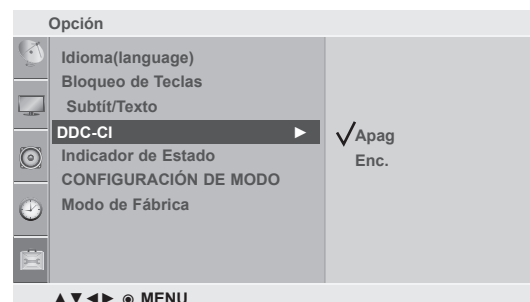 Opción
Idioma(language)
Bloqueo de Teclas
Subtít/Texto
DDC-CI ►
Indicador de Estado
CONFIGURACIÓN DE MODO
Modo de Fábrica
✓Apag
Enc.
▲▼◄► ◉ MENU